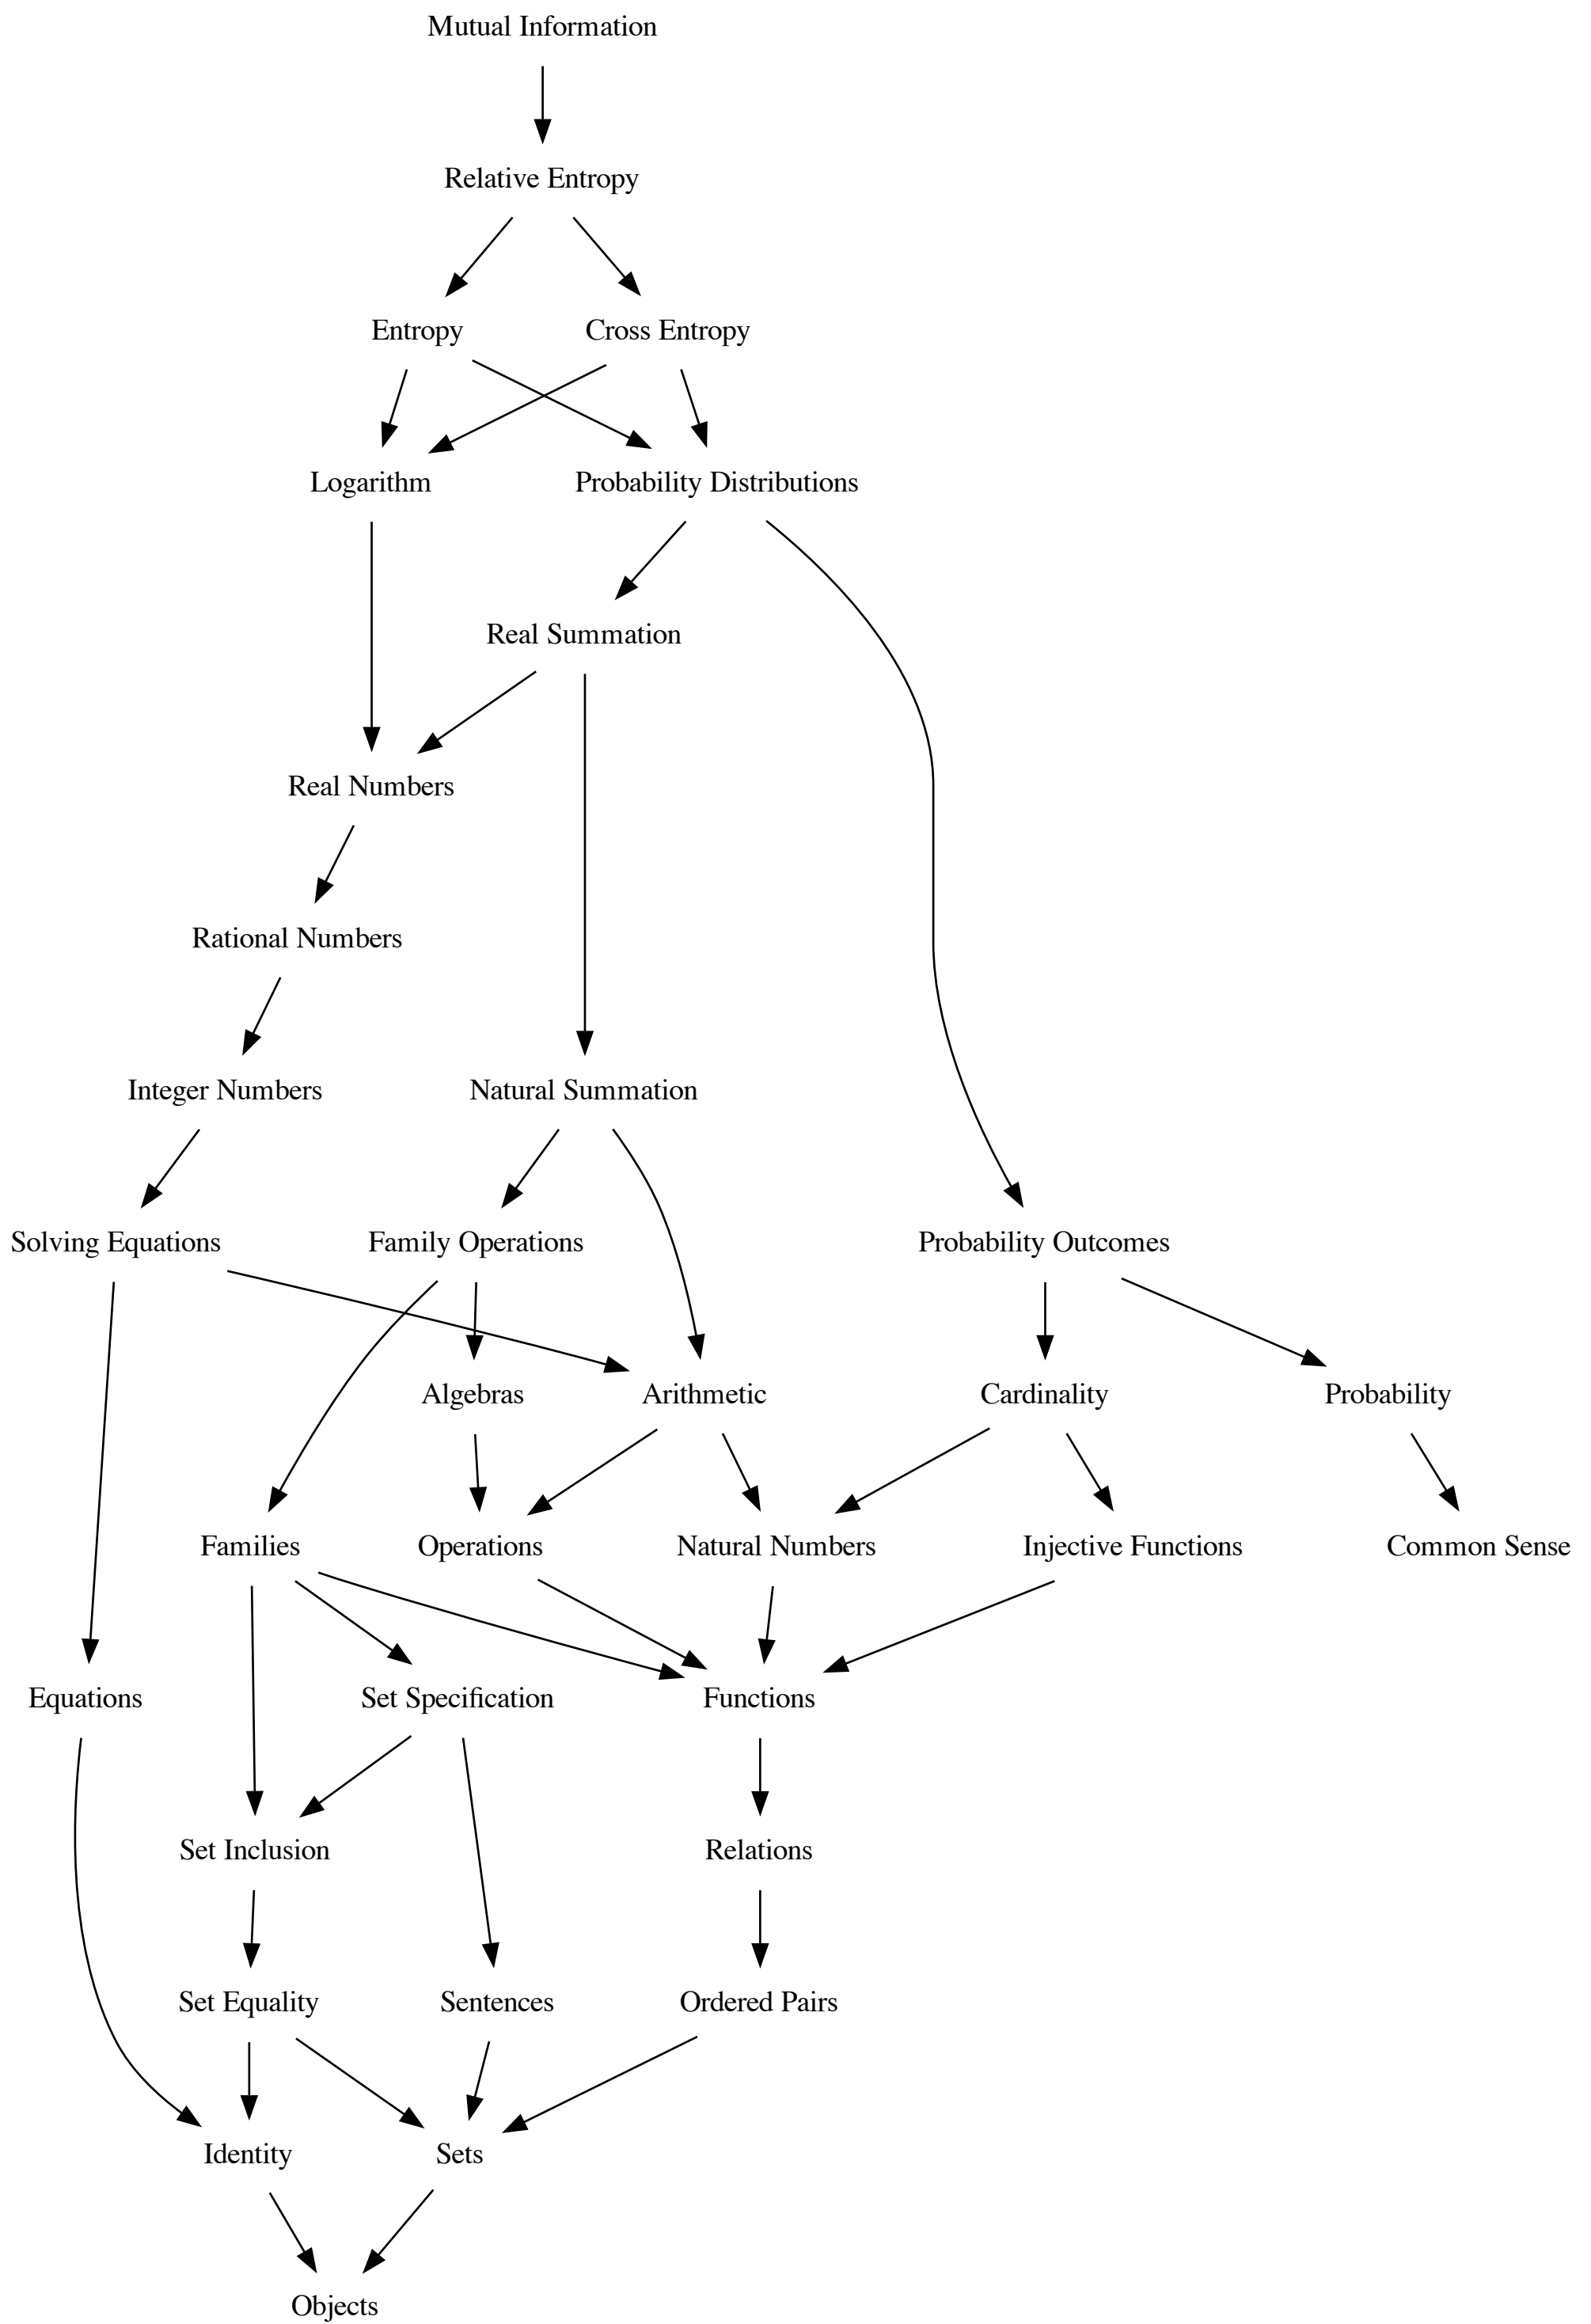 Mutual Information
Relative Entropy
Entropy
Cross Entropy
Logarithm
Probability Distributions
Real Summation
Real Numbers
Rational Numbers
Integer Numbers
Natural Summation
Solving Equations
Family Operations
Probability Outcomes
Algebras
Arithmetic
Cardinality
Probability
Families
Operations
Natural Numbers
Injective Functions
Common Sense
Equations
Set Specification
Functions
Set Inclusion
Relations
Set Equality
Sentences
Ordered Pairs
Identity
Sets
Objects